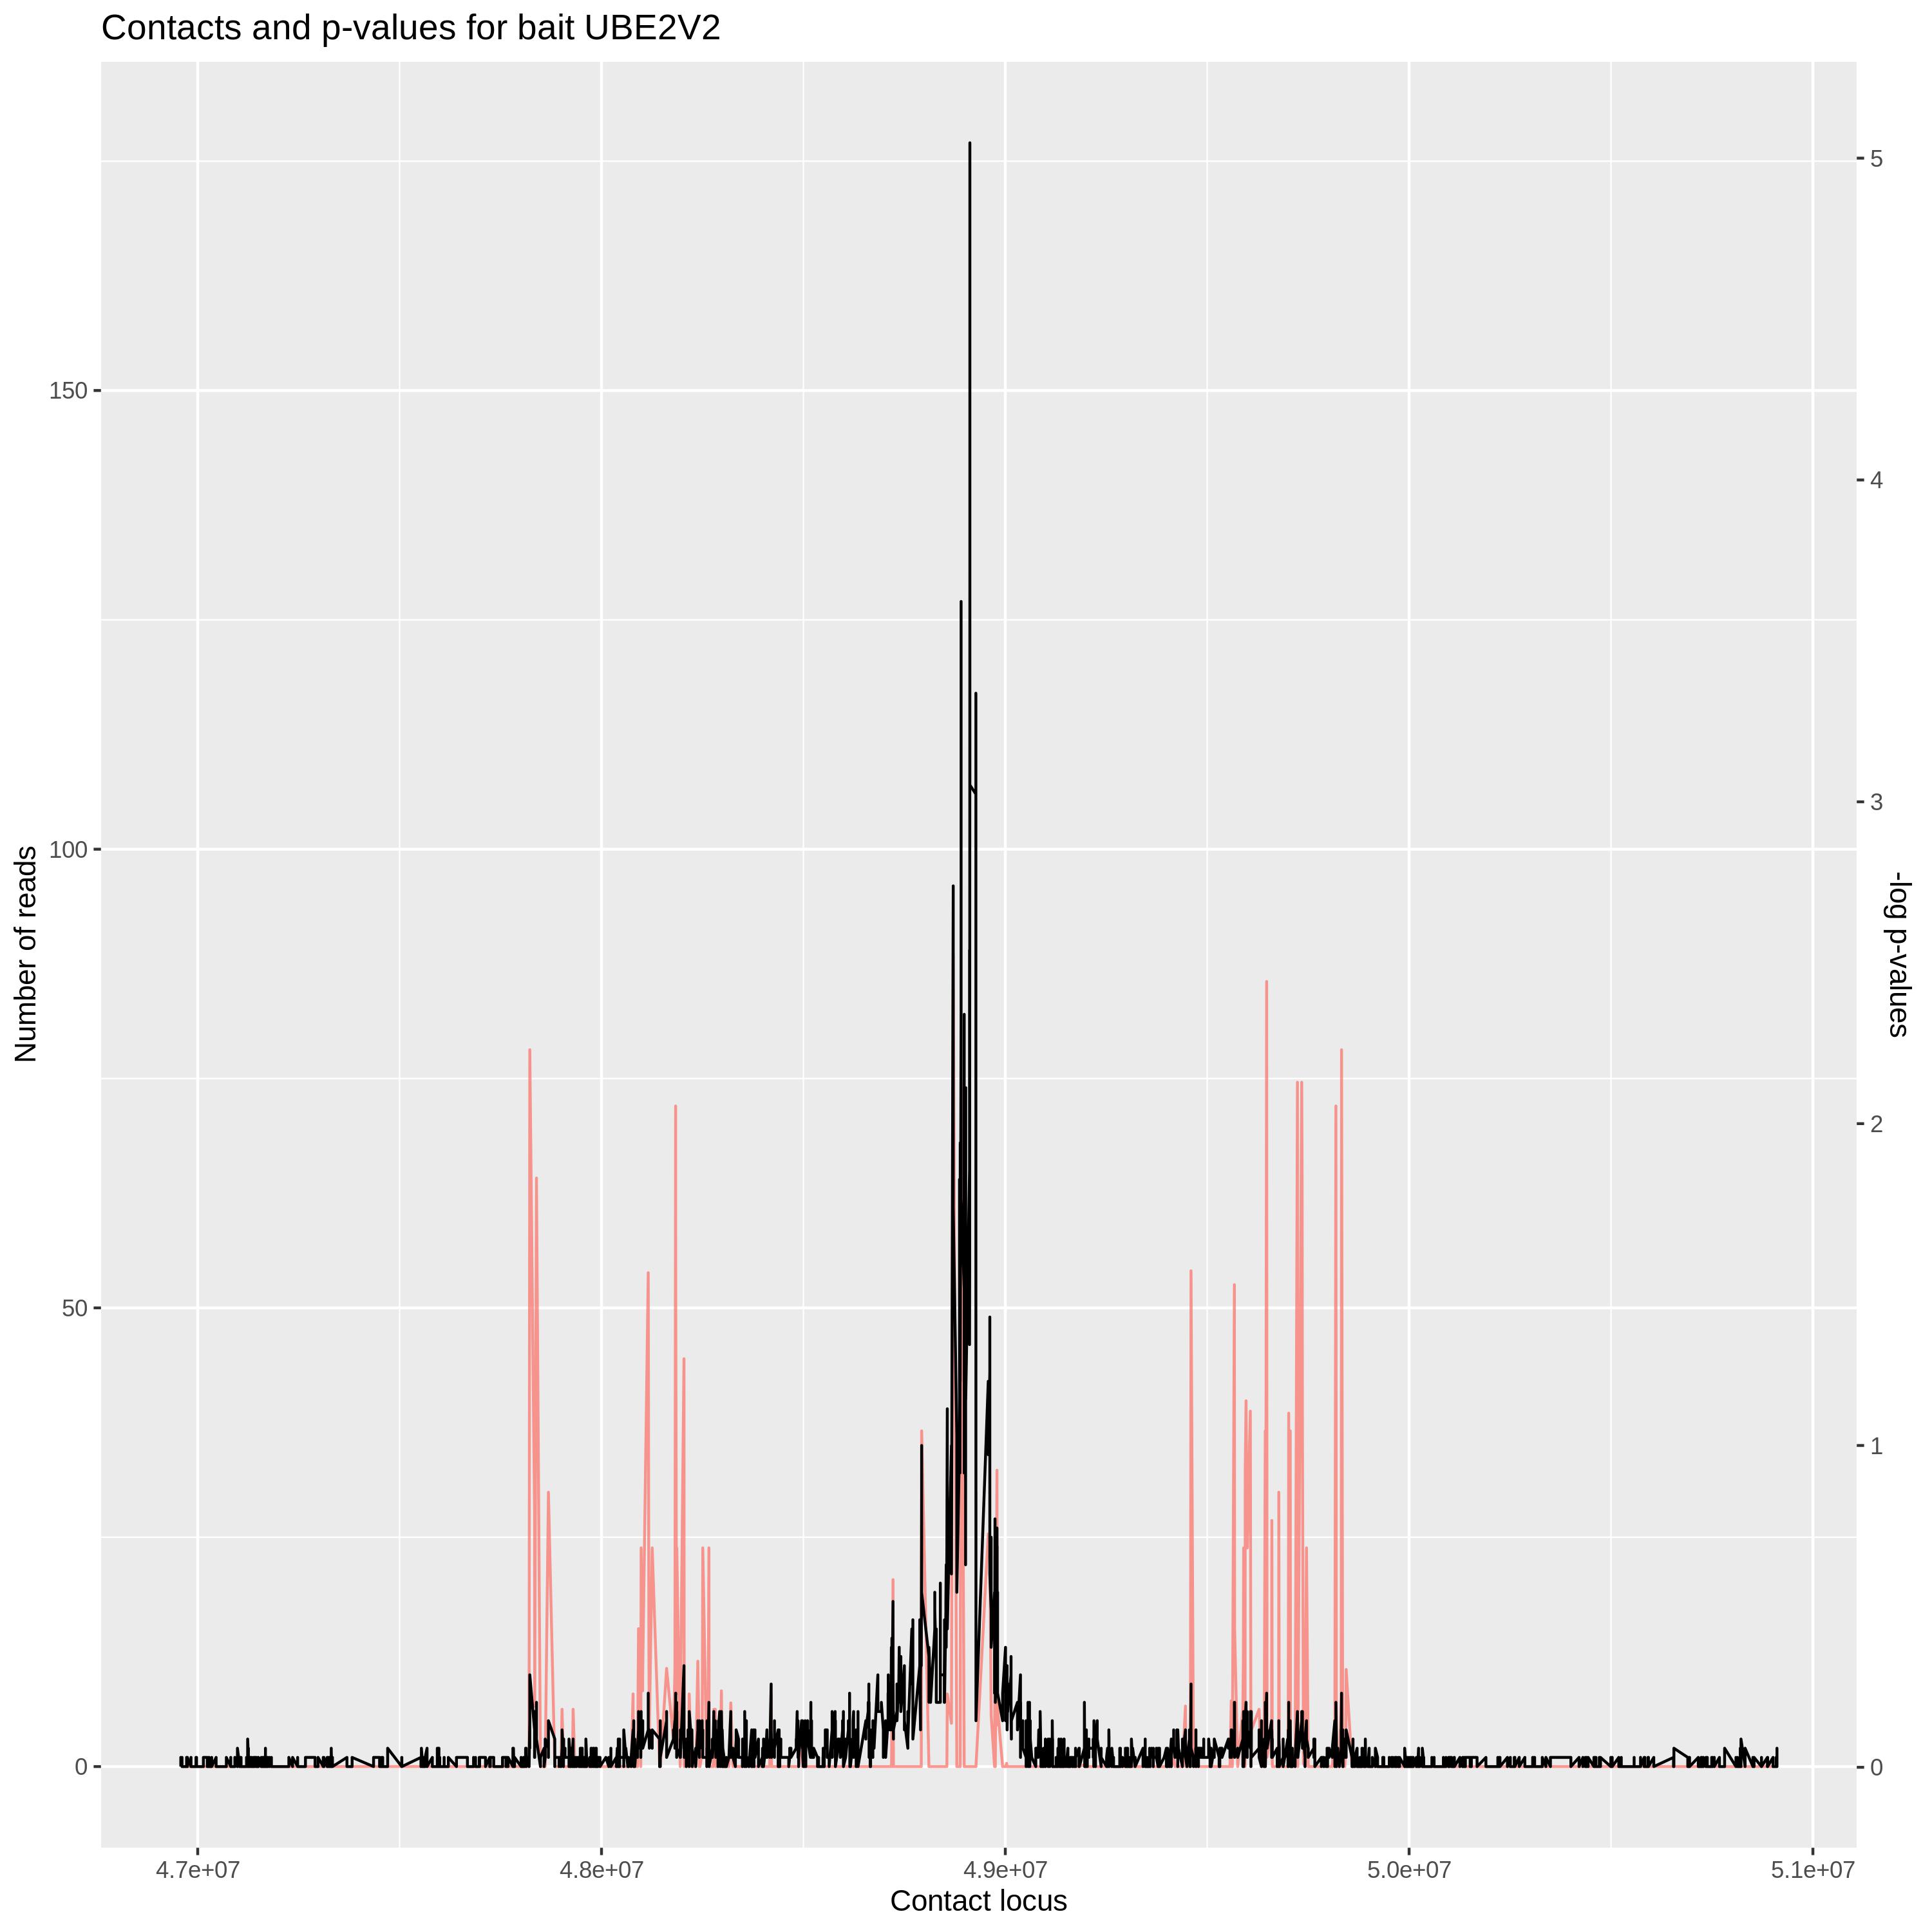 Contacts and p-values for bait UBE2V2
150
100
50
0
Number of reads
5
4
3
2
1
0
-log p-values
4.7e+07
4.8e+07
4.9e+07
5.0e+07
5.1e+07
Contact locus